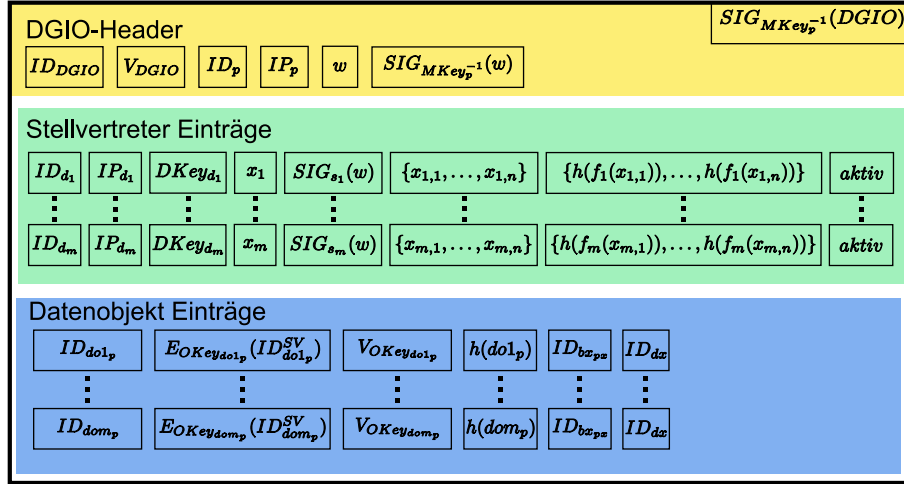 DGIO-Header
SIG_{MKey_p^{-1}}(DGIO)
ID_{DGIO} V_{DGIO} ID_p IP_p w SIG_{MKey_p^{-1}}(w)
Stellvertreter Einträge
ID_{d_1} IP_{d_1} DKey_{d_1} x_1 SIG_{s_1}(w) {x_{1,1},...,x_{1,n}} {h(f_1(x_{1,1})),...,h(f_1(x_{1,n}))} aktiv
ID_{d_m} IP_{d_m} DKey_{d_m} x_m SIG_{s_m}(w) {x_{m,1},...,x_{m,n}} {h(f_m(x_{m,1})),...,h(f_m(x_{m,n}))} aktiv
Datenobjekt Einträge
ID_{do1_p} E_{OKey_{do1_p}}(ID_{do1_p}^{SV}) V_{OKey_{do1_p}} h(do1_p) ID_{bx_{px}} ID_{dx}
ID_{dom_p} E_{OKey_{dom_p}}(ID_{dom_p}^{SV}) V_{OKey_{dom_p}} h(dom_p) ID_{bx_{px}} ID_{dx}